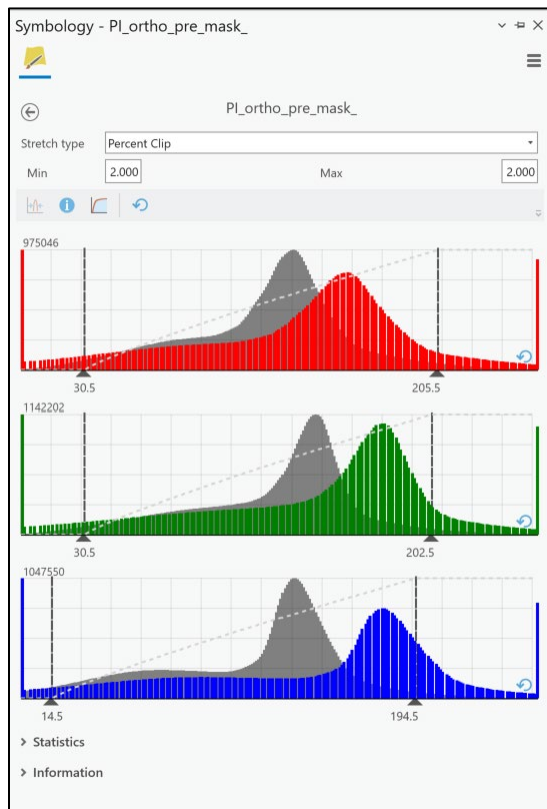 Symbology - PI_ortho_pre_mask_
PI_ortho_pre_mask_
Stretch type Percent Clip
Min 2.000 Max 2.000
975046
30.5 205.5
1142202
30.5 202.5
1047550
14.5 194.5
Statistics
Information